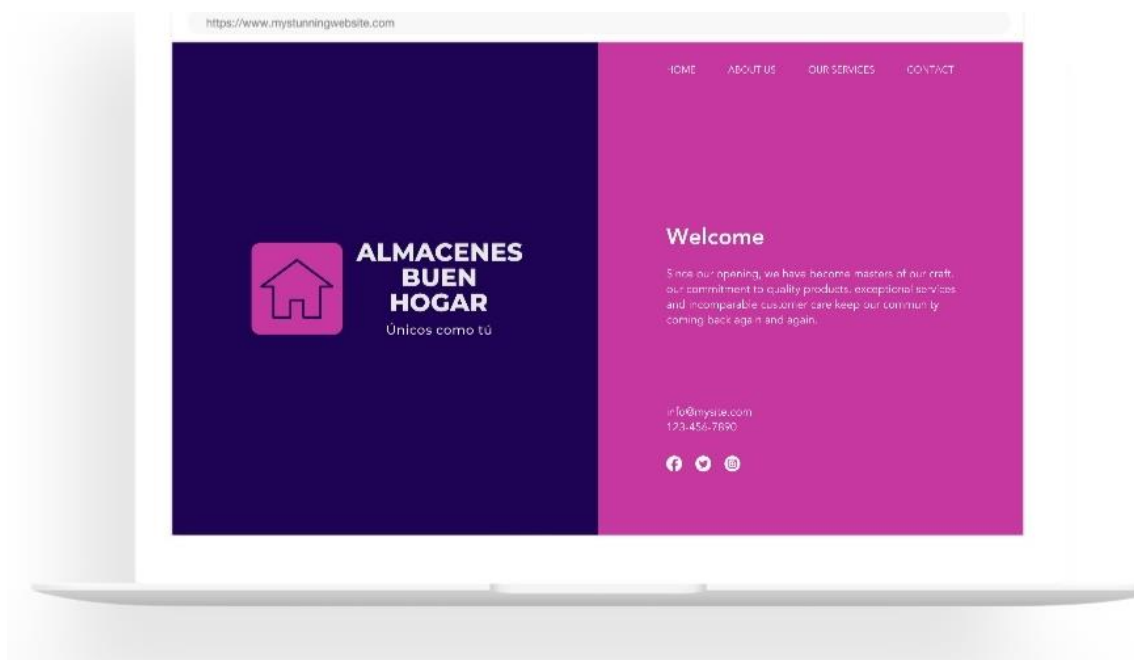 https://www.mystunningwebsite.com
HOME ABOUT US OUR SERVICES CONTACT
ALMACENES
BUEN
HOGAR
Únicos como tú
Welcome
Since our opening, we have become masters of our craft.
our commitment to quality products, exceptional services
and incomparable customer care keep our community
coming back again and again.
info@mysite.com
123-456-7890